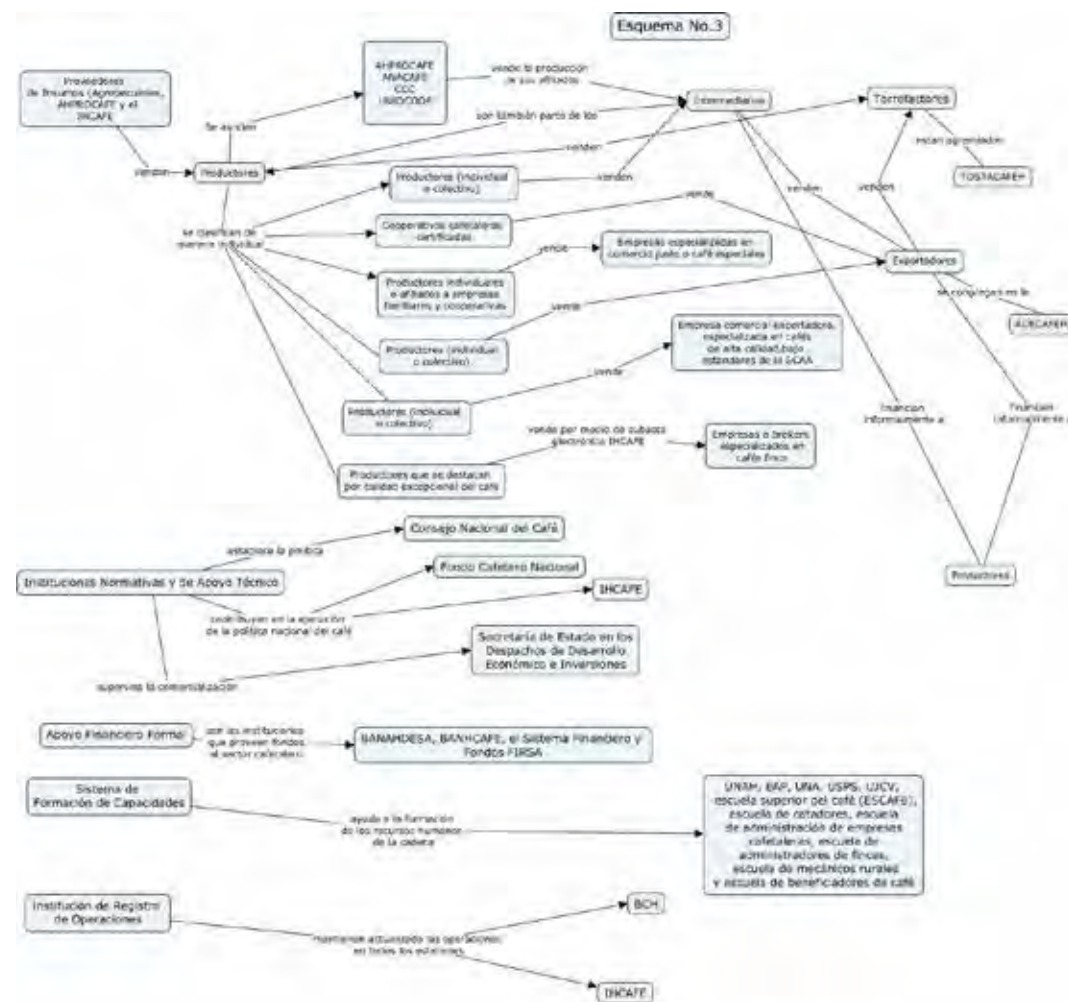 Esquema No.3
Proveedores
de Insumos (Agropecuarias,
AHPROCAFE y el
IHCAFE
AHPROCAFE
ANACAFE
CCC
UNIOCOOP
vende la producción
de sus afiliados
Intermediarios
Torrefactores
Se asocian
son también parte de los
venden
están agremiados
TOSTACAFEH
venden
Productores
Productores (individual
o colectivo)
venden
venden
venden
se clasifican de
manera individual
Cooperativas cafetaleras
certificadas
vende
Productores individuales
o afiliados a empresas
familiares y cooperativas
vende
Empresas especializadas en
comercio justo o café especiales
Exportadores
se congregan en la
ADECAFEH
Productores (individual
o colectivo)
vende
Empresa comercial exportadora,
especializada en cafés
de alta calidad, bajo
estándares de la SCAA
Productores (individual
o colectivo)
vende
financian
informalmente a
financian
informalmente a
Productores que se destacan
por calidad excepcional del café
vende por medio de subasta
electrónica IHCAFE
Empresas o brokers
especializados en
cafés finos
Productores
Instituciones Normativas y de Apoyo Técnico
establece la política
Consejo Nacional del Café
Fondo Cafetero Nacional
contribuyen en la ejecución
de la política nacional del café
IHCAFE
supervisa la comercialización
Secretaría de Estado en los
Despachos de Desarrollo
Económico e Inversiones
Apoyo Financiero Formal
son las instituciones
que proveen fondos
al sector cafetalero
BANAHDESA, BANHCAFE, el Sistema Financiero y
Fondos FIRSA
Sistema de
Formación de Capacidades
ayuda a la formación
de los recursos humanos
de la cadena
UNAH, EAP, UNA, USPS, UJCV,
escuela superior del café (ESCAFE),
escuela de catadores, escuela
de administración de empresas
cafetaleras, escuela de
administradores de fincas,
escuela de mecánicos rurales
y escuela de beneficiadores de café
Institución de Registro
de Operaciones
mantienen actualizado las operaciones
en todos los eslabones
BCH
IHCAFE